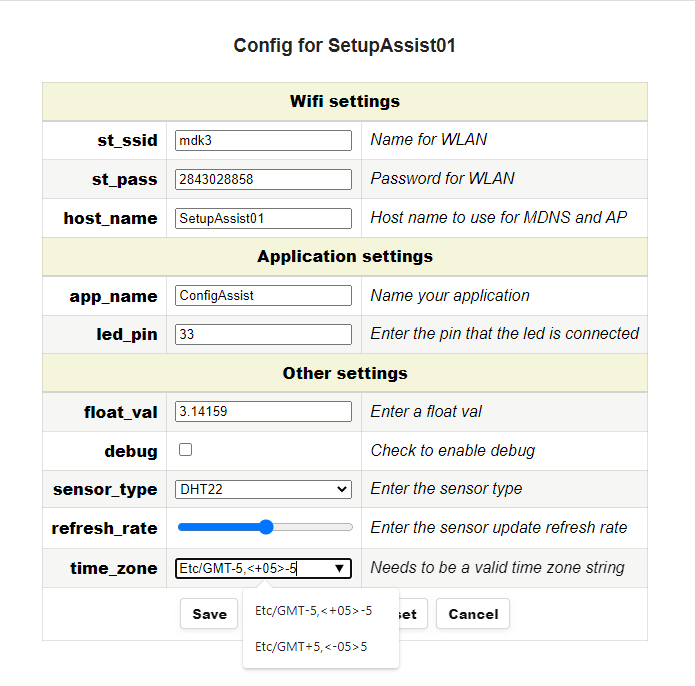 Config for SetupAssist01
Wifi settings
st_ssid mdk3 Name for WLAN
st_pass 2843028858 Password for WLAN
host_name SetupAssist01 Host name to use for MDNS and AP
Application settings
app_name ConfigAssist Name your application
led_pin 33 Enter the pin that the led is connected
Other settings
float_val 3.14159 Enter a float val
debug Check to enable debug
sensor_type DHT22 Enter the sensor type
refresh_rate Enter the sensor update refresh rate
time_zone Etc/GMT-5,<+05>-5 Needs to be a valid time zone string
Save Cancel
Etc/GMT-5,<+05>-5
Etc/GMT+5,<-05>5